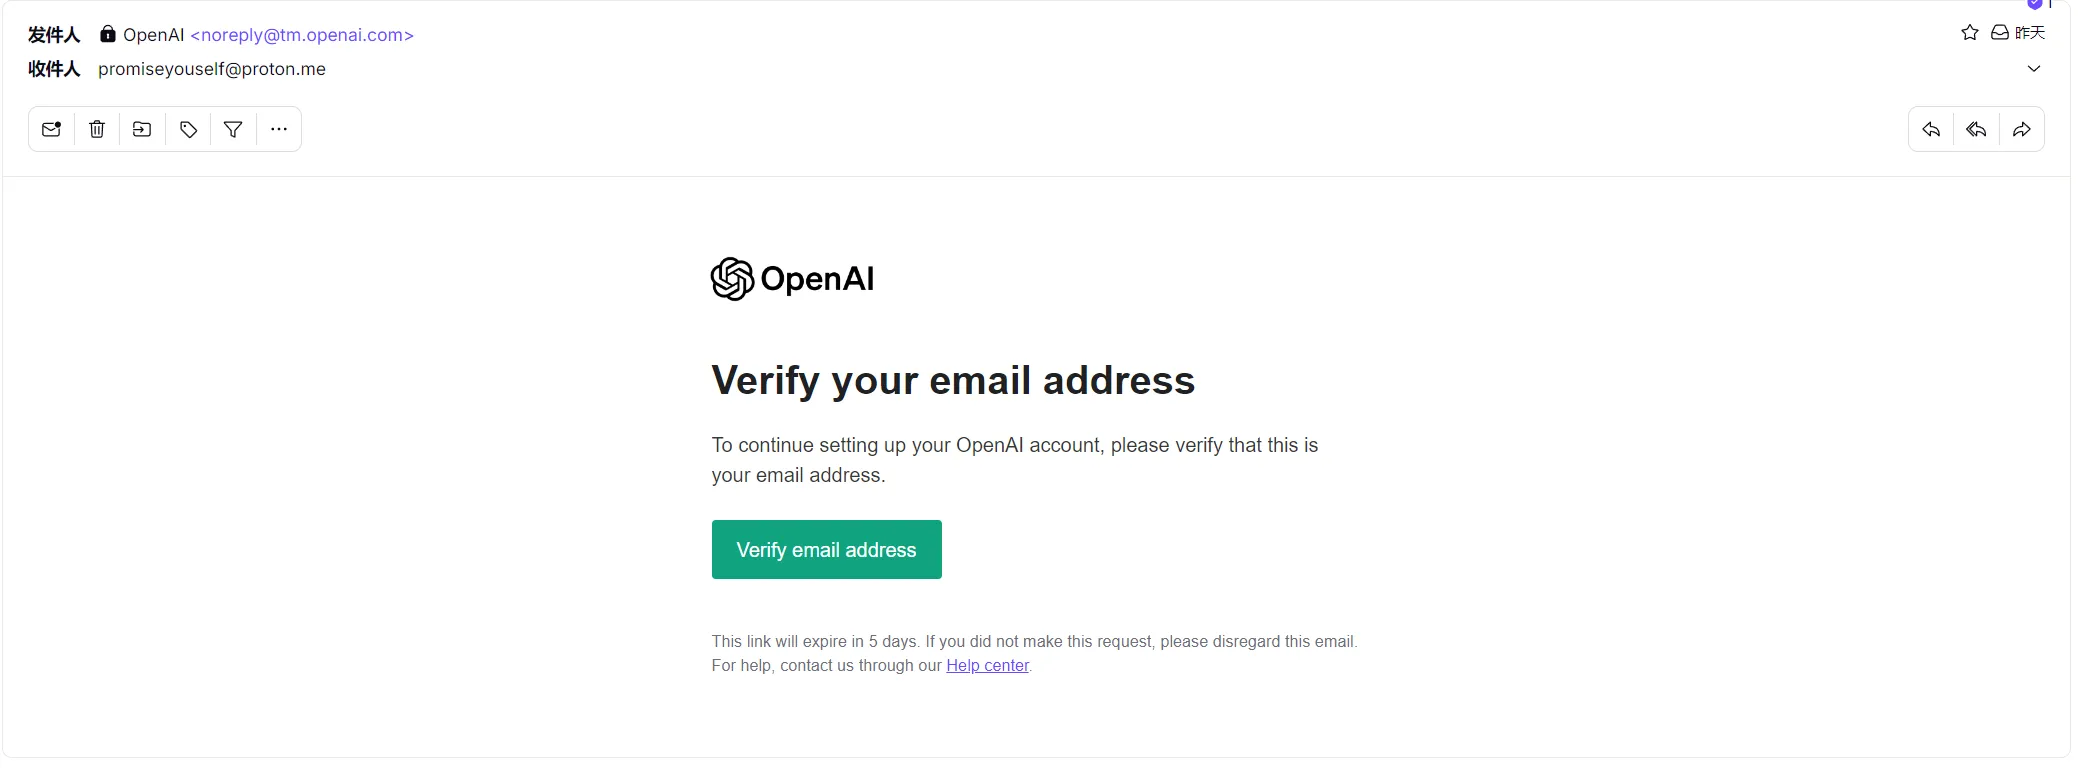 发件人 OpenAI <noreply@tm.openai.com> 昨天
收件人 promiseyouself@proton.me
OpenAI
Verify your email address
To continue setting up your OpenAI account, please verify that this is
your email address.
Verify email address
This link will expire in 5 days. If you did not make this request, please disregard this email.
For help, contact us through our Help center.